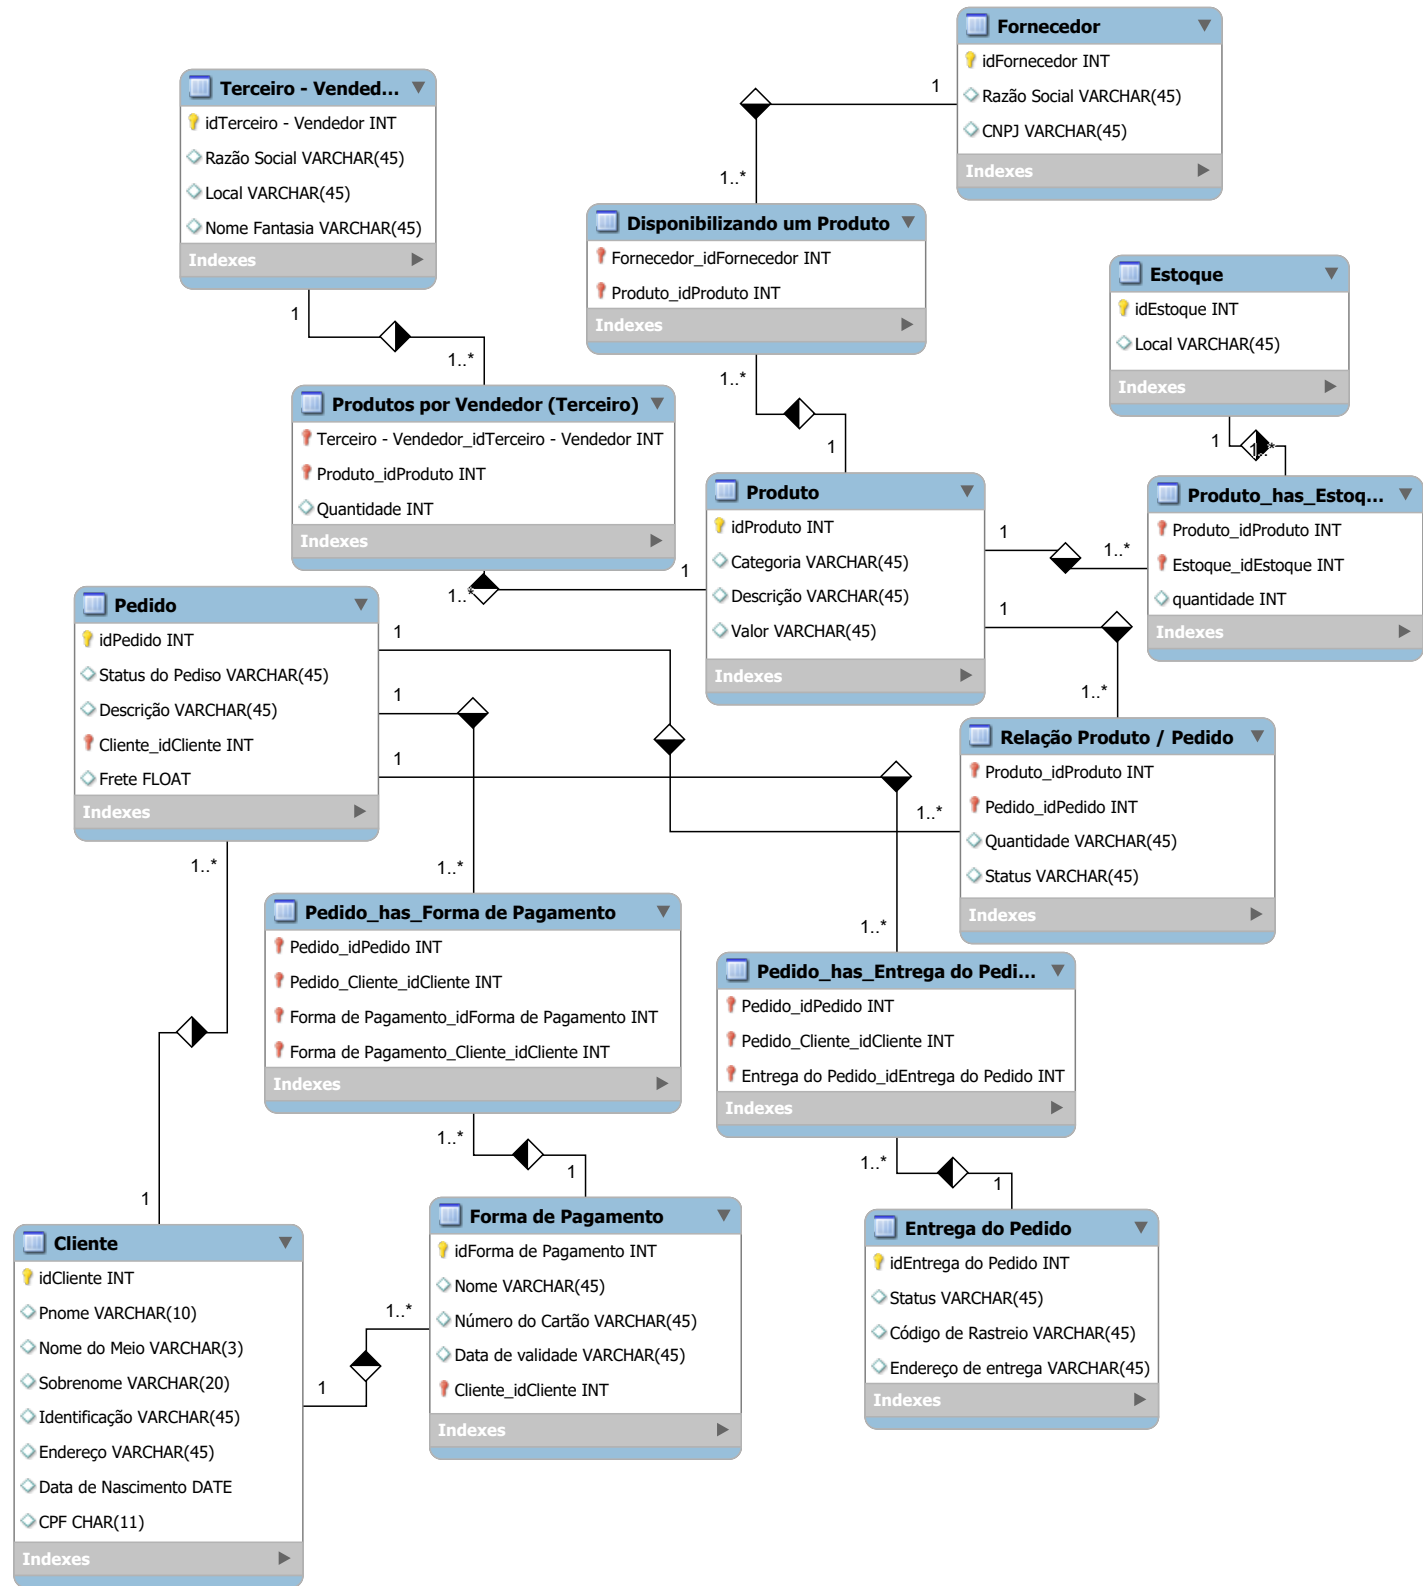 Fornecedor
idFornecedor INT
Razão Social VARCHAR(45)
CNPJ VARCHAR(45)
Indexes
1
1..*
Terceiro - Vended...
idTerceiro - Vendedor INT
Razão Social VARCHAR(45)
Local VARCHAR(45)
Nome Fantasia VARCHAR(45)
Indexes
1
1..*
Disponibilizando um Produto
Fornecedor_idFornecedor INT
Produto_idProduto INT
Indexes
1..*
1
Estoque
idEstoque INT
Local VARCHAR(45)
Indexes
1
1..*
Produtos por Vendedor (Terceiro)
Terceiro - Vendedor_idTerceiro - Vendedor INT
Produto_idProduto INT
Quantidade INT
Indexes
1..*
1
Produto
idProduto INT
Categoria VARCHAR(45)
Descrição VARCHAR(45)
Valor VARCHAR(45)
Indexes
1
1..*
1
1..*
Produto_has_Estoq...
Produto_idProduto INT
Estoque_idEstoque INT
quantidade INT
Indexes
Pedido
idPedido INT
Status do Pediso VARCHAR(45)
Descrição VARCHAR(45)
Cliente_idCliente INT
Frete FLOAT
Indexes
1
1
1
1..*
1..*
1..*
1..*
Relação Produto / Pedido
Produto_idProduto INT
Pedido_idPedido INT
Quantidade VARCHAR(45)
Status VARCHAR(45)
Indexes
Pedido_has_Forma de Pagamento
Pedido_idPedido INT
Pedido_Cliente_idCliente INT
Forma de Pagamento_idForma de Pagamento INT
Forma de Pagamento_Cliente_idCliente INT
Indexes
1..*
1
Pedido_has_Entrega do Pedi...
Pedido_idPedido INT
Pedido_Cliente_idCliente INT
Entrega do Pedido_idEntrega do Pedido INT
Indexes
1..*
1
1
Cliente
idCliente INT
Pnome VARCHAR(10)
Nome do Meio VARCHAR(3)
Sobrenome VARCHAR(20)
Identificação VARCHAR(45)
Endereço VARCHAR(45)
Data de Nascimento DATE
CPF CHAR(11)
Indexes
1
1..*
Forma de Pagamento
idForma de Pagamento INT
Nome VARCHAR(45)
Número do Cartão VARCHAR(45)
Data de validade VARCHAR(45)
Cliente_idCliente INT
Indexes
Entrega do Pedido
idEntrega do Pedido INT
Status VARCHAR(45)
Código de Rastreio VARCHAR(45)
Endereço de entrega VARCHAR(45)
Indexes